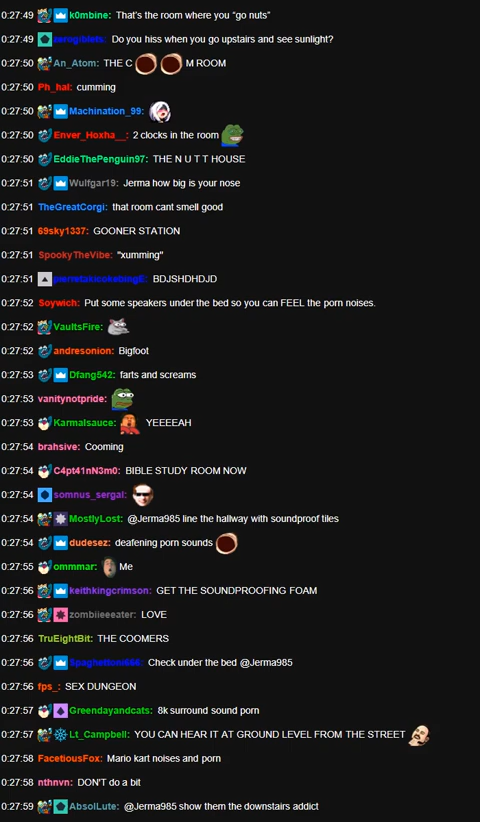 0:27:49 k0mbine: That's the room where you “go nuts”
0:27:49 zerogiblets: Do you hiss when you go upstairs and see sunlight?
0:27:50 An_Atom: THE C M ROOM
0:27:50 Ph_hal: cumming
0:27:50 Machination_99:
0:27:50 Enver_Hoxha__: 2 clocks in the room
0:27:50 EddieThePenguin97: THE N U T T HOUSE
0:27:51 Wulfgar19: Jerma how big is your nose
0:27:51 TheGreatCorgi: that room cant smell good
0:27:51 69sky1337: GOONER STATION
0:27:51 SpookyTheVibe: "xumming"
0:27:51 BDJSHDHDJD
0:27:52 Soywich: Put some speakers under the bed so you can FEEL the porn noises.
0:27:52 VaultsFire:
0:27:52 andresonion: Bigfoot
0:27:53 Dfang542: farts and screams
0:27:53 vanitynotpride:
0:27:53 Karmalsauce: YEEEEAH
0:27:54 brahsive: Cooming
0:27:54 C4pt41nN3m0: BIBLE STUDY ROOM NOW
0:27:54 somnus_sergal:
0:27:54 MostlyLost: @Jerma985 line the hallway with soundproof tiles
0:27:54 dudesez: deafening porn sounds
0:27:55 ommmar: Me
0:27:56 keithkingcrimson: GET THE SOUNDPROOFING FOAM
0:27:56 zombiieeeater: LOVE
0:27:56 TruEightBit: THE COOMERS
0:27:56 Spaghettoni666: Check under the bed @Jerma985
0:27:56 fps_: SEX DUNGEON
0:27:57 Greendayandcats: 8k surround sound porn
0:27:57 Lt_Campbell: YOU CAN HEAR IT AT GROUND LEVEL FROM THE STREET
0:27:58 FacetiousFox: Mario kart noises and porn
0:27:58 nthnvn: DON'T do a bit
0:27:59 AbsolLute: @Jerma985 show them the downstairs addict